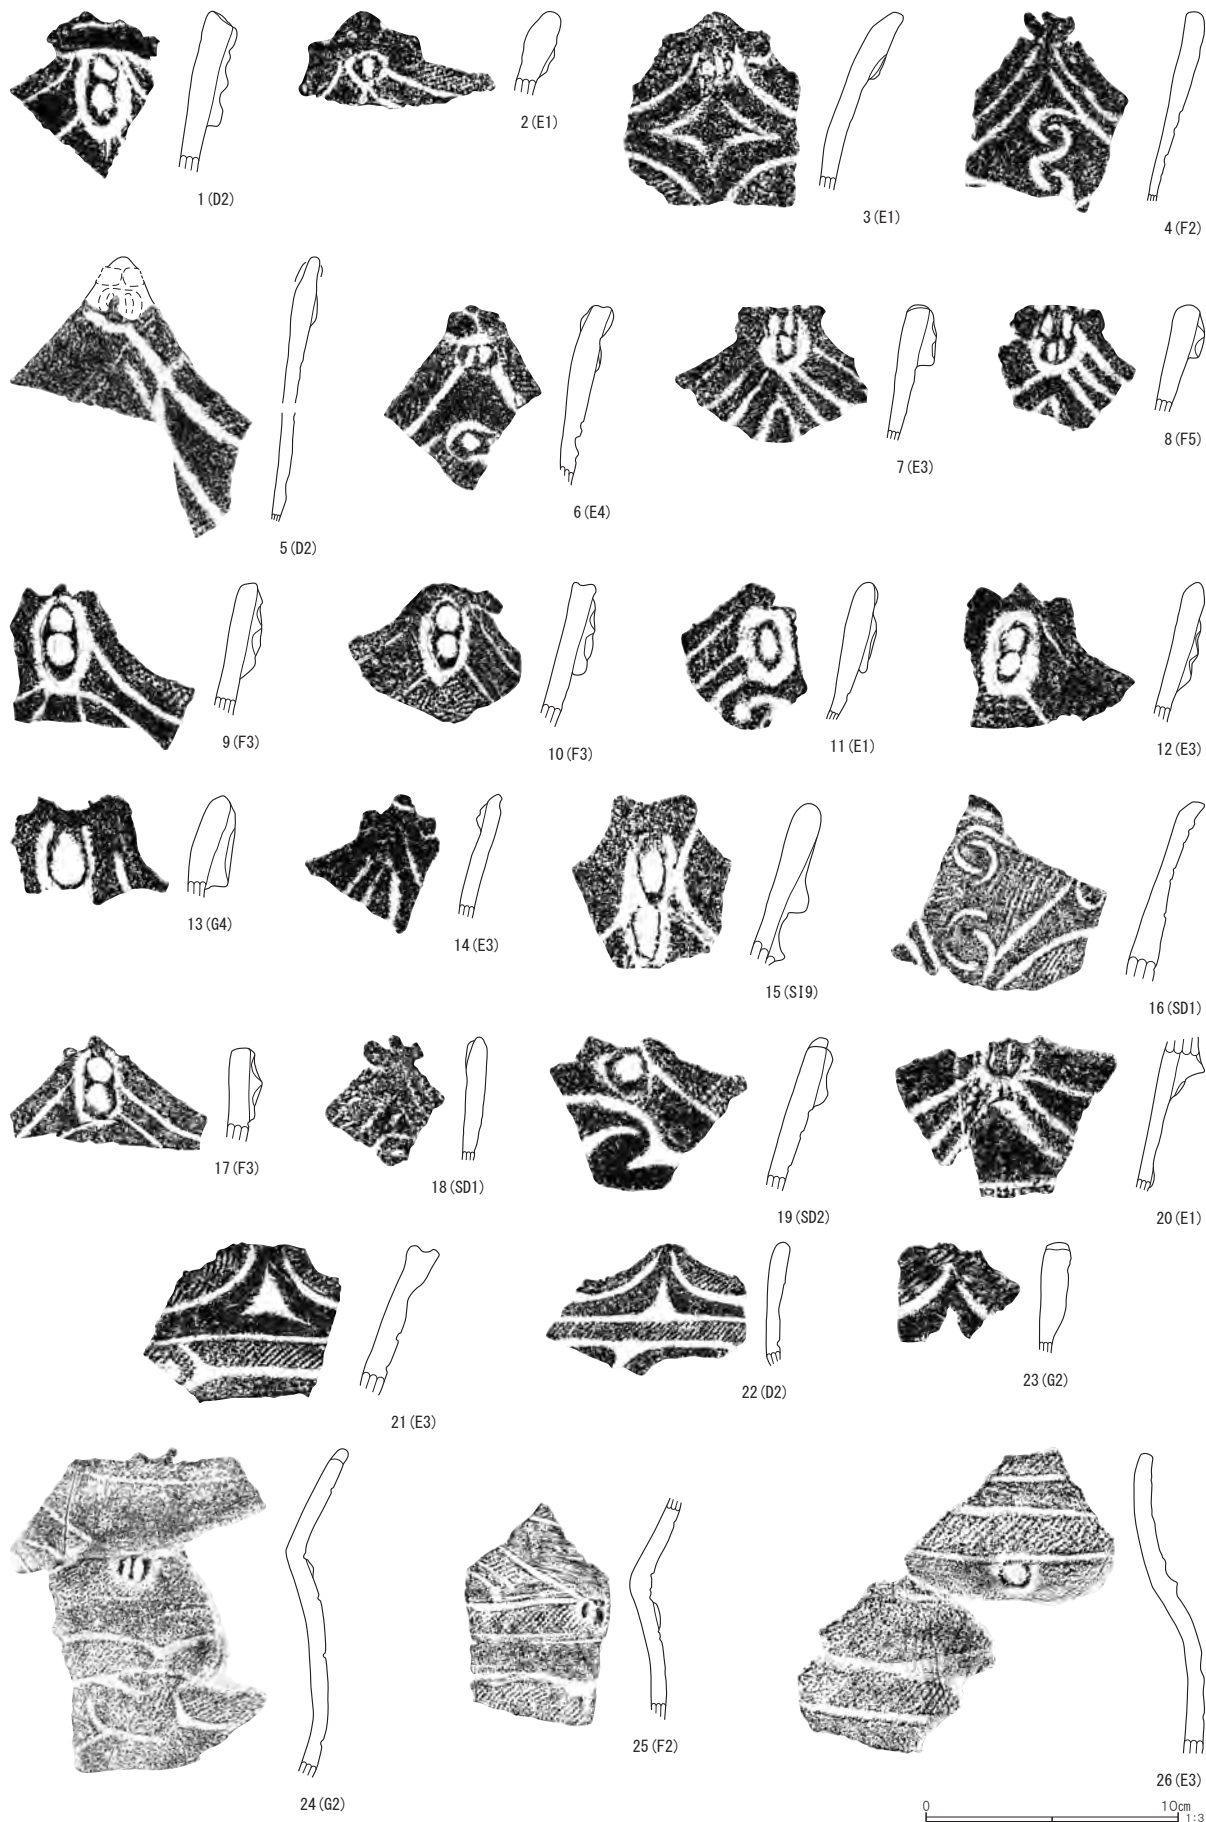 1(D2)
2(E1)
3(E1)
4(F2)
5(D2)
6(E4)
7(E3)
8(F5)
9(F3)
10(F3)
11(E1)
12(E3)
13(G4)
14(E3)
15(SI9)
16(SD1)
17(F3)
18(SD1)
19(SD2)
20(E1)
21(E3)
22(D2)
23(G2)
24(G2)
25(F2)
26(E3)
0 10cm
1:3